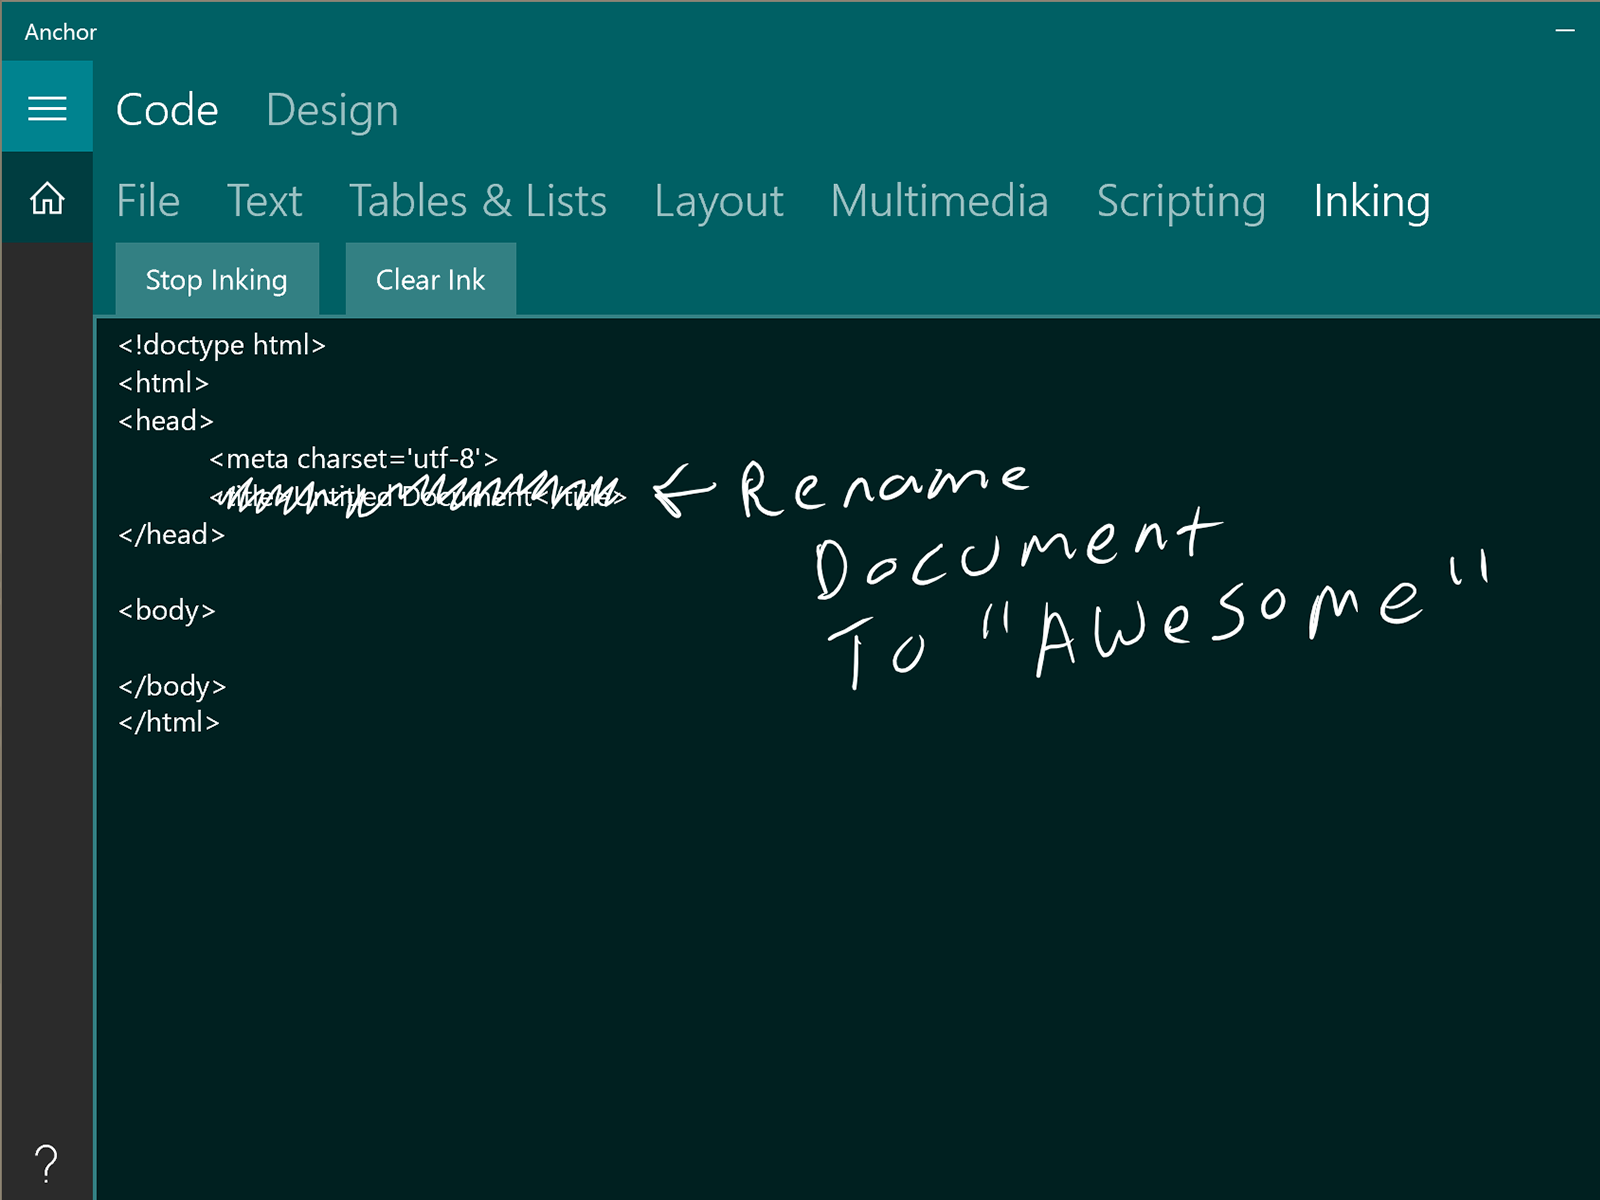 Anchor
Code Design
File Text Tables & Lists Layout Multimedia Scripting Inking
Stop Inking Clear Ink
<!doctype html>
<html>
<head>
<meta charset='utf-8'>
<title>Untitled Document</title>
← Rename
Document
To "Awesome"
</head>
<body>
</body>
</html>
?